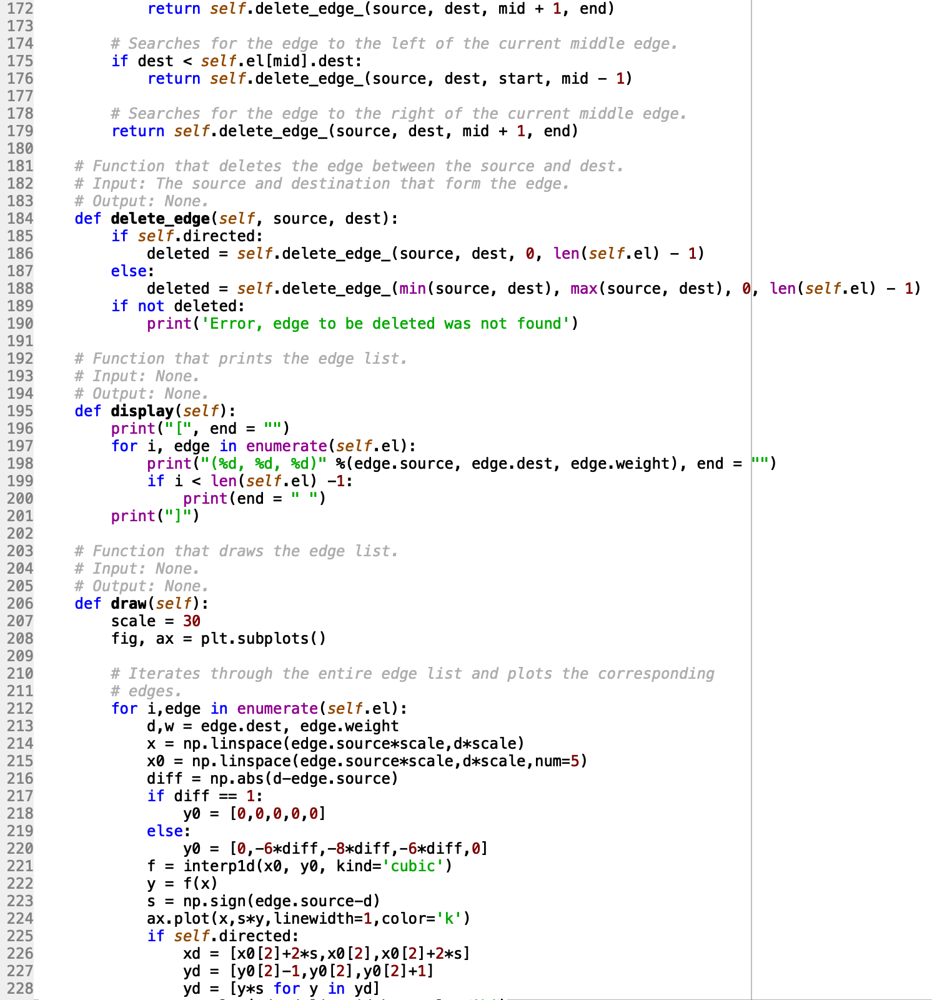 172             return self.delete_edge_(source, dest, mid + 1, end)
173
174         # Searches for the edge to the left of the current middle edge.
175         if dest < self.el[mid].dest:
176             return self.delete_edge_(source, dest, start, mid - 1)
177
178         # Searches for the edge to the right of the current middle edge.
179         return self.delete_edge_(source, dest, mid + 1, end)
180
181     # Function that deletes the edge between the source and dest.
182     # Input: The source and destination that form the edge.
183     # Output: None.
184     def delete_edge(self, source, dest):
185         if self.directed:
186             deleted = self.delete_edge_(source, dest, 0, len(self.el) - 1)
187         else:
188             deleted = self.delete_edge_(min(source, dest), max(source, dest), 0, len(self.el) - 1)
189         if not deleted:
190             print('Error, edge to be deleted was not found')
191
192     # Function that prints the edge list.
193     # Input: None.
194     # Output: None.
195     def display(self):
196         print("[", end = "")
197         for i, edge in enumerate(self.el):
198             print("(%d, %d, %d)" %(edge.source, edge.dest, edge.weight), end = "")
199             if i < len(self.el) -1:
200                 print(end = " ")
201         print("]")
202
203     # Function that draws the edge list.
204     # Input: None.
205     # Output: None.
206     def draw(self):
207         scale = 30
208         fig, ax = plt.subplots()
209
210         # Iterates through the entire edge list and plots the corresponding
211         # edges.
212         for i,edge in enumerate(self.el):
213             d,w = edge.dest, edge.weight
214             x = np.linspace(edge.source*scale,d*scale)
215             x0 = np.linspace(edge.source*scale,d*scale,num=5)
216             diff = np.abs(d-edge.source)
217             if diff == 1:
218                 y0 = [0,0,0,0,0]
219             else:
220                 y0 = [0,-6*diff,-8*diff,-6*diff,0]
221             f = interp1d(x0, y0, kind='cubic')
222             y = f(x)
223             s = np.sign(edge.source-d)
224             ax.plot(x,s*y,linewidth=1,color='k')
225             if self.directed:
226                 xd = [x0[2]+2*s,x0[2],x0[2]+2*s]
227                 yd = [y0[2]-1,y0[2],y0[2]+1]
228                 yd = [y*s for y in yd]